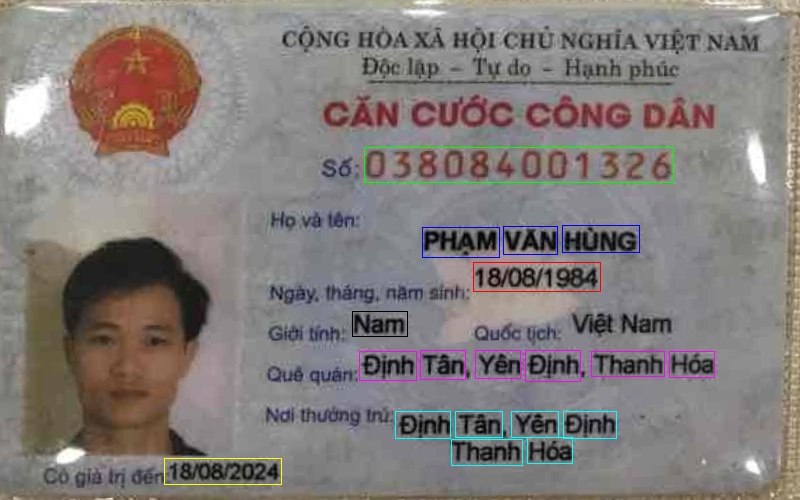 CỘNG HÒA XÃ HỘI CHỦ NGHĨA VIỆT NAM
Độc lập - Tự do - Hạnh phúc
CĂN CƯỚC CÔNG DÂN
Số: 038084001326
Họ và tên:
PHẠM VĂN HÙNG
Ngày, tháng, năm sinh: 18/08/1984
Giới tính: Nam Quốc tịch: Việt Nam
Quê quán: Định Tân, Yên Định, Thanh Hóa
Nơi thường trú: Định Tân, Yên Định
Thanh Hóa
Có giá trị đến 18/08/2024